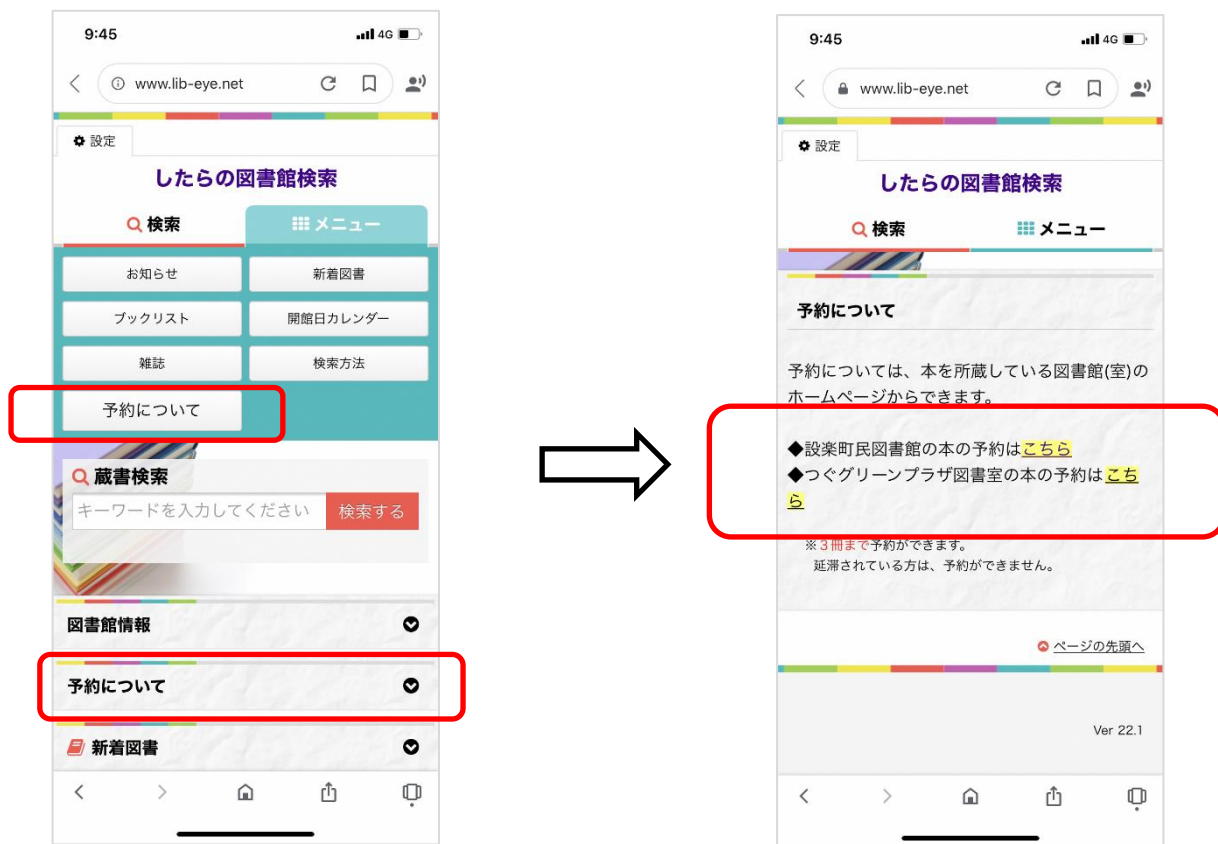 9:45
4G
www.lib-eye.net
設定
したらの図書館検索
検索
メニュー
お知らせ
新着図書
ブックリスト
開館日カレンダー
雑誌
検索方法
予約について
蔵書検索
キーワードを入力してください
検索する
図書館情報
予約について
新着図書
9:45
4G
www.lib-eye.net
設定
したらの図書館検索
検索
メニュー
予約について
予約については、本を所蔵している図書館(室)の
ホームページからできます。
◆設楽町民図書館の本の予約はこちら
◆つぐグリーンプラザ図書室の本の予約はこち
ら
※３冊まで予約ができます。
延滞されている方は、予約ができません。
ページの先頭へ
Ver 22.1